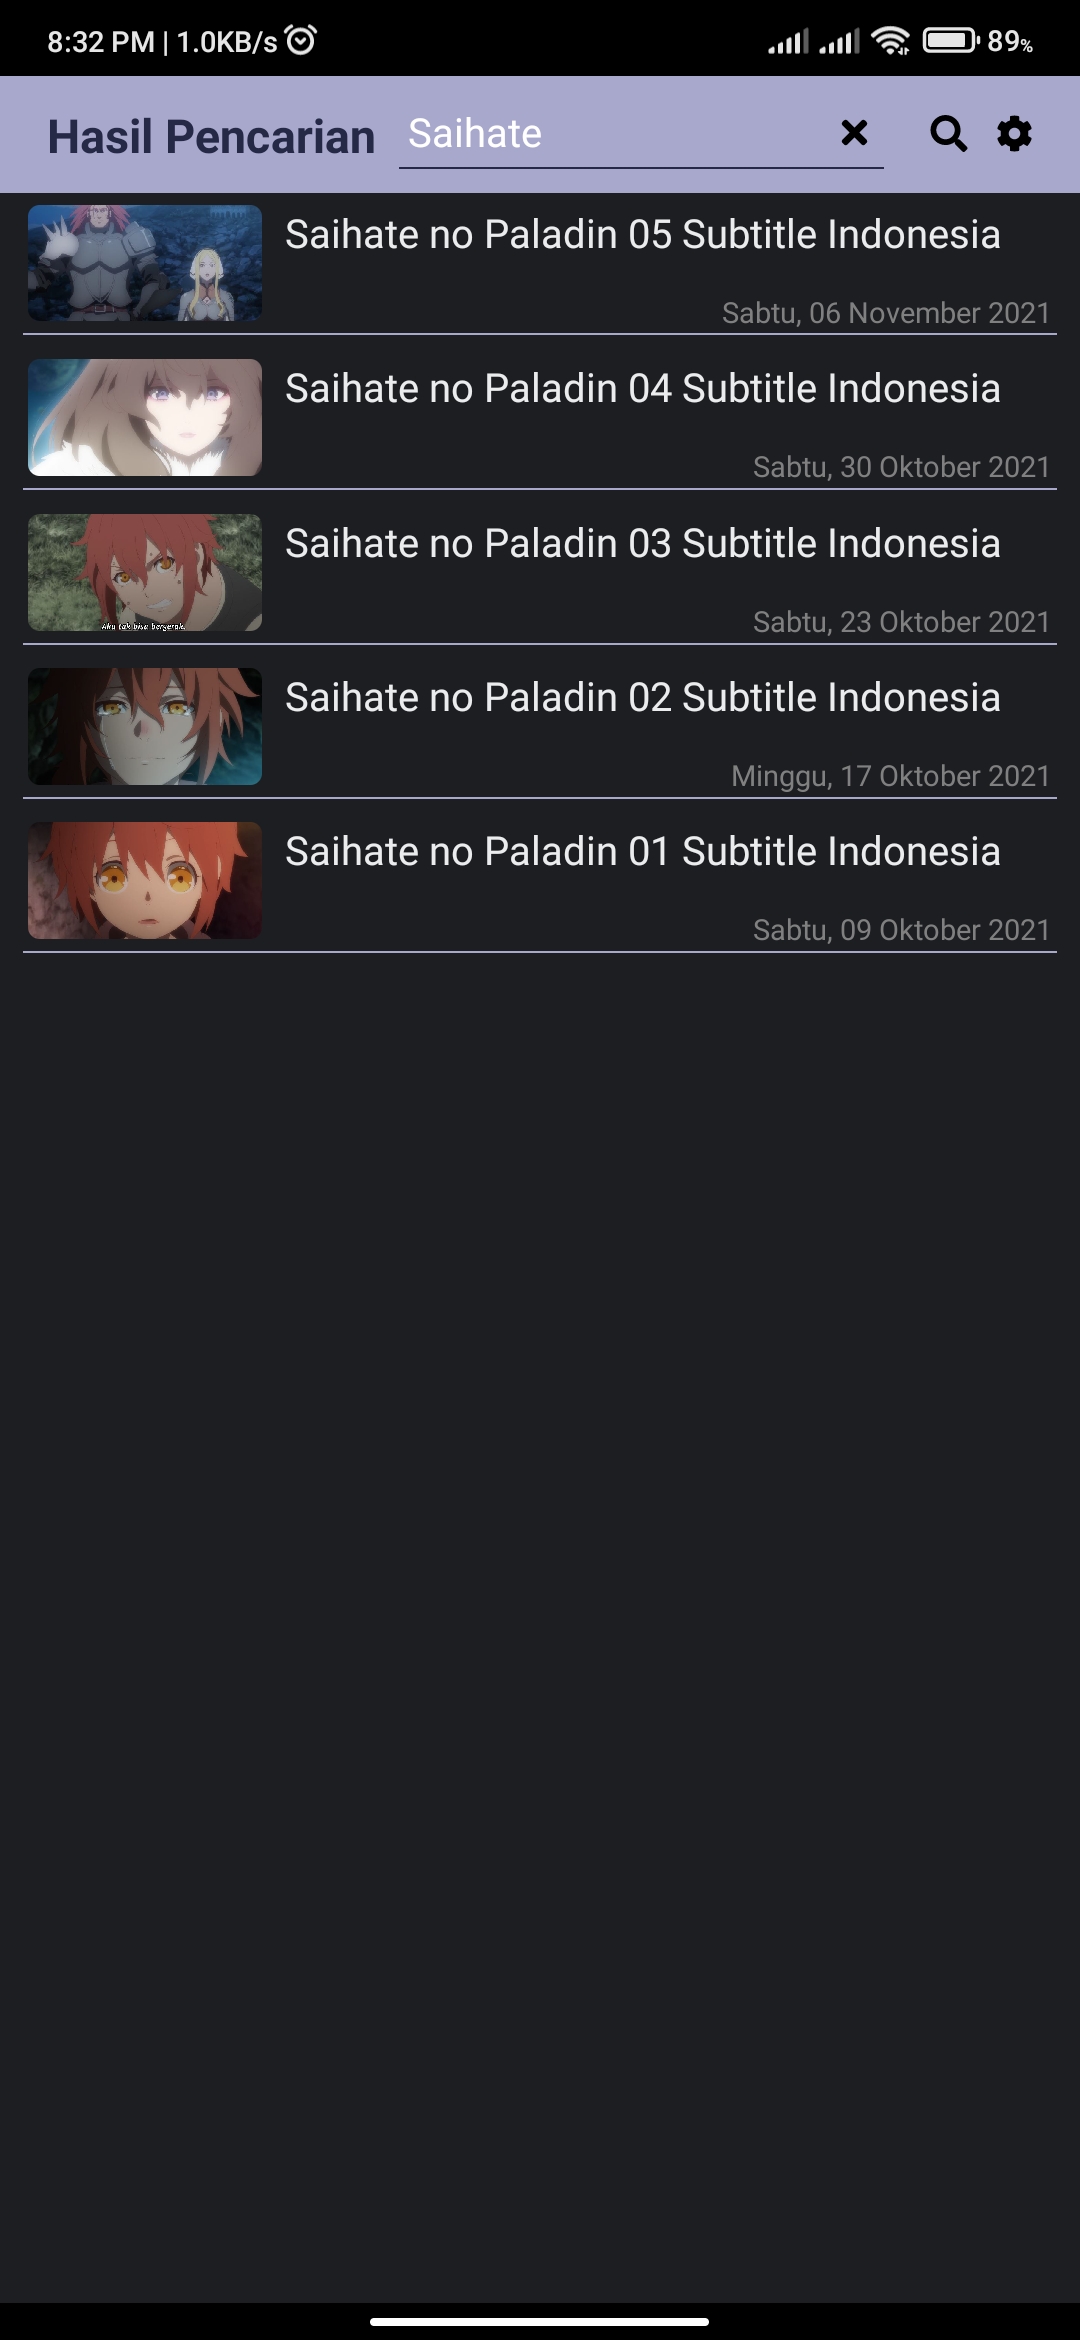 8:32 PM | 1.0KB/s
89%
Hasil Pencarian Saihate
Saihate no Paladin 05 Subtitle Indonesia
Sabtu, 06 November 2021
Saihate no Paladin 04 Subtitle Indonesia
Sabtu, 30 Oktober 2021
Saihate no Paladin 03 Subtitle Indonesia
Aku tak bisa bergerak.
Sabtu, 23 Oktober 2021
Saihate no Paladin 02 Subtitle Indonesia
Minggu, 17 Oktober 2021
Saihate no Paladin 01 Subtitle Indonesia
Sabtu, 09 Oktober 2021